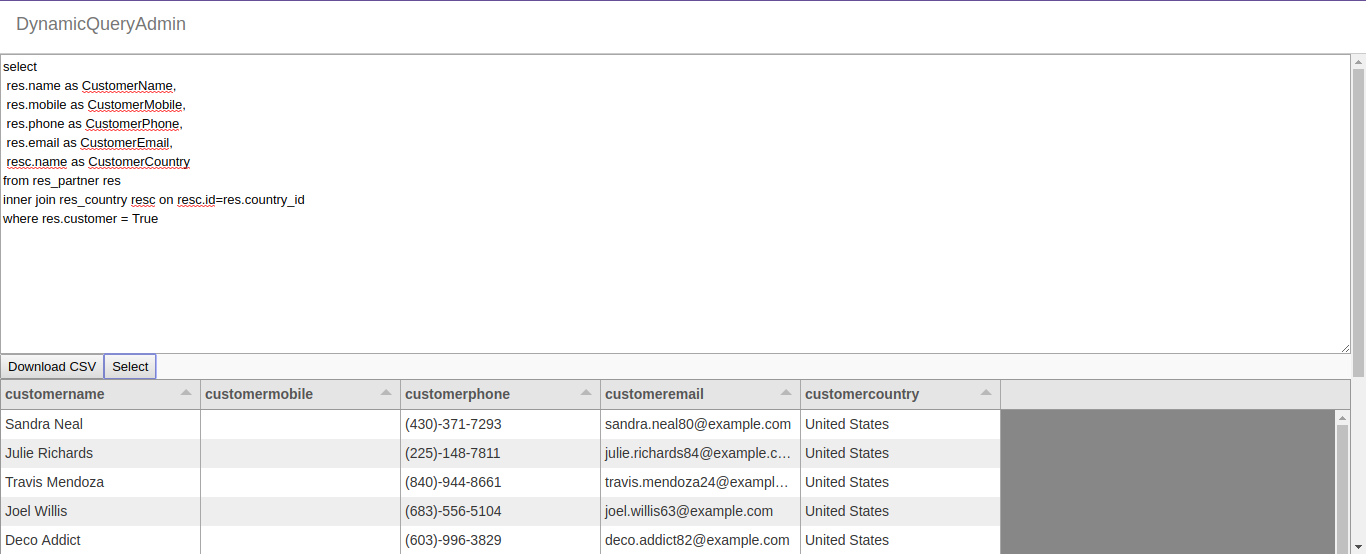 DynamicQueryAdmin
select
res.name as CustomerName,
res.mobile as CustomerMobile,
res.phone as CustomerPhone,
res.email as CustomerEmail,
resc.name as CustomerCountry
from res_partner res
inner join res_country resc on resc.id=res.country_id
where res.customer = True
Download CSV Select
customername customermobile customerphone customeremail customercountry
Sandra Neal (430)-371-7293 sandra.neal80@example.com United States
Julie Richards (225)-148-7811 julie.richards84@example.c... United States
Travis Mendoza (840)-944-8661 travis.mendoza24@exampl... United States
Joel Willis (683)-556-5104 joel.willis63@example.com United States
Deco Addict (603)-996-3829 deco.addict82@example.com United States